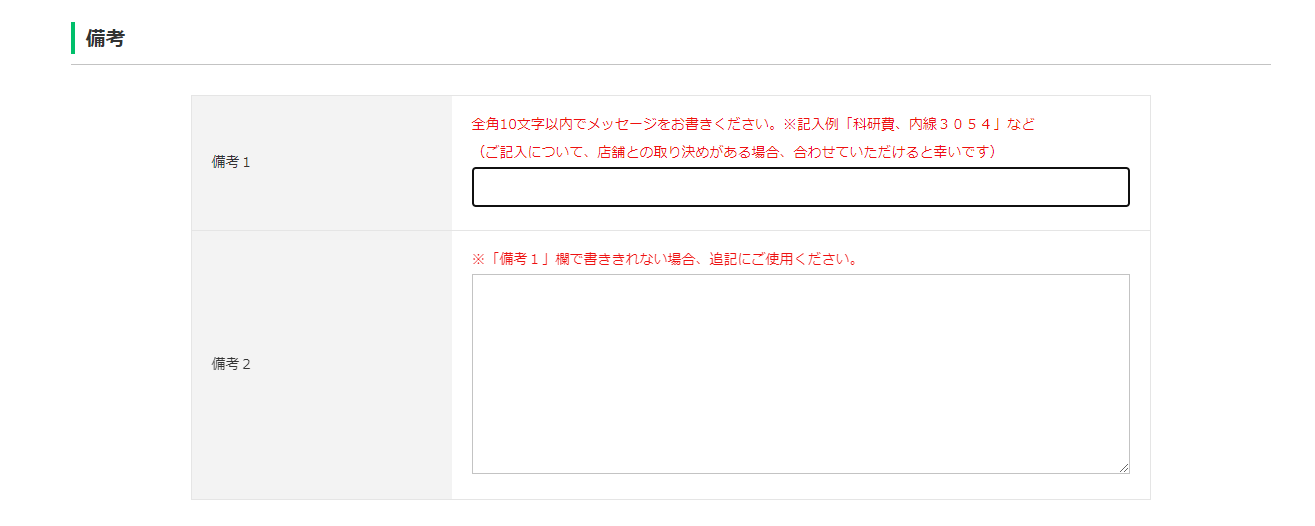 備考
全角10文字以内でメッセージをお書きください。※記入例「科研費、内線３０５４」など
（ご記入について、店舗との取り決めがある場合、合わせていただけると幸いです）
備考１
※「備考１」欄で書ききれない場合、追記にご使用ください。
備考２